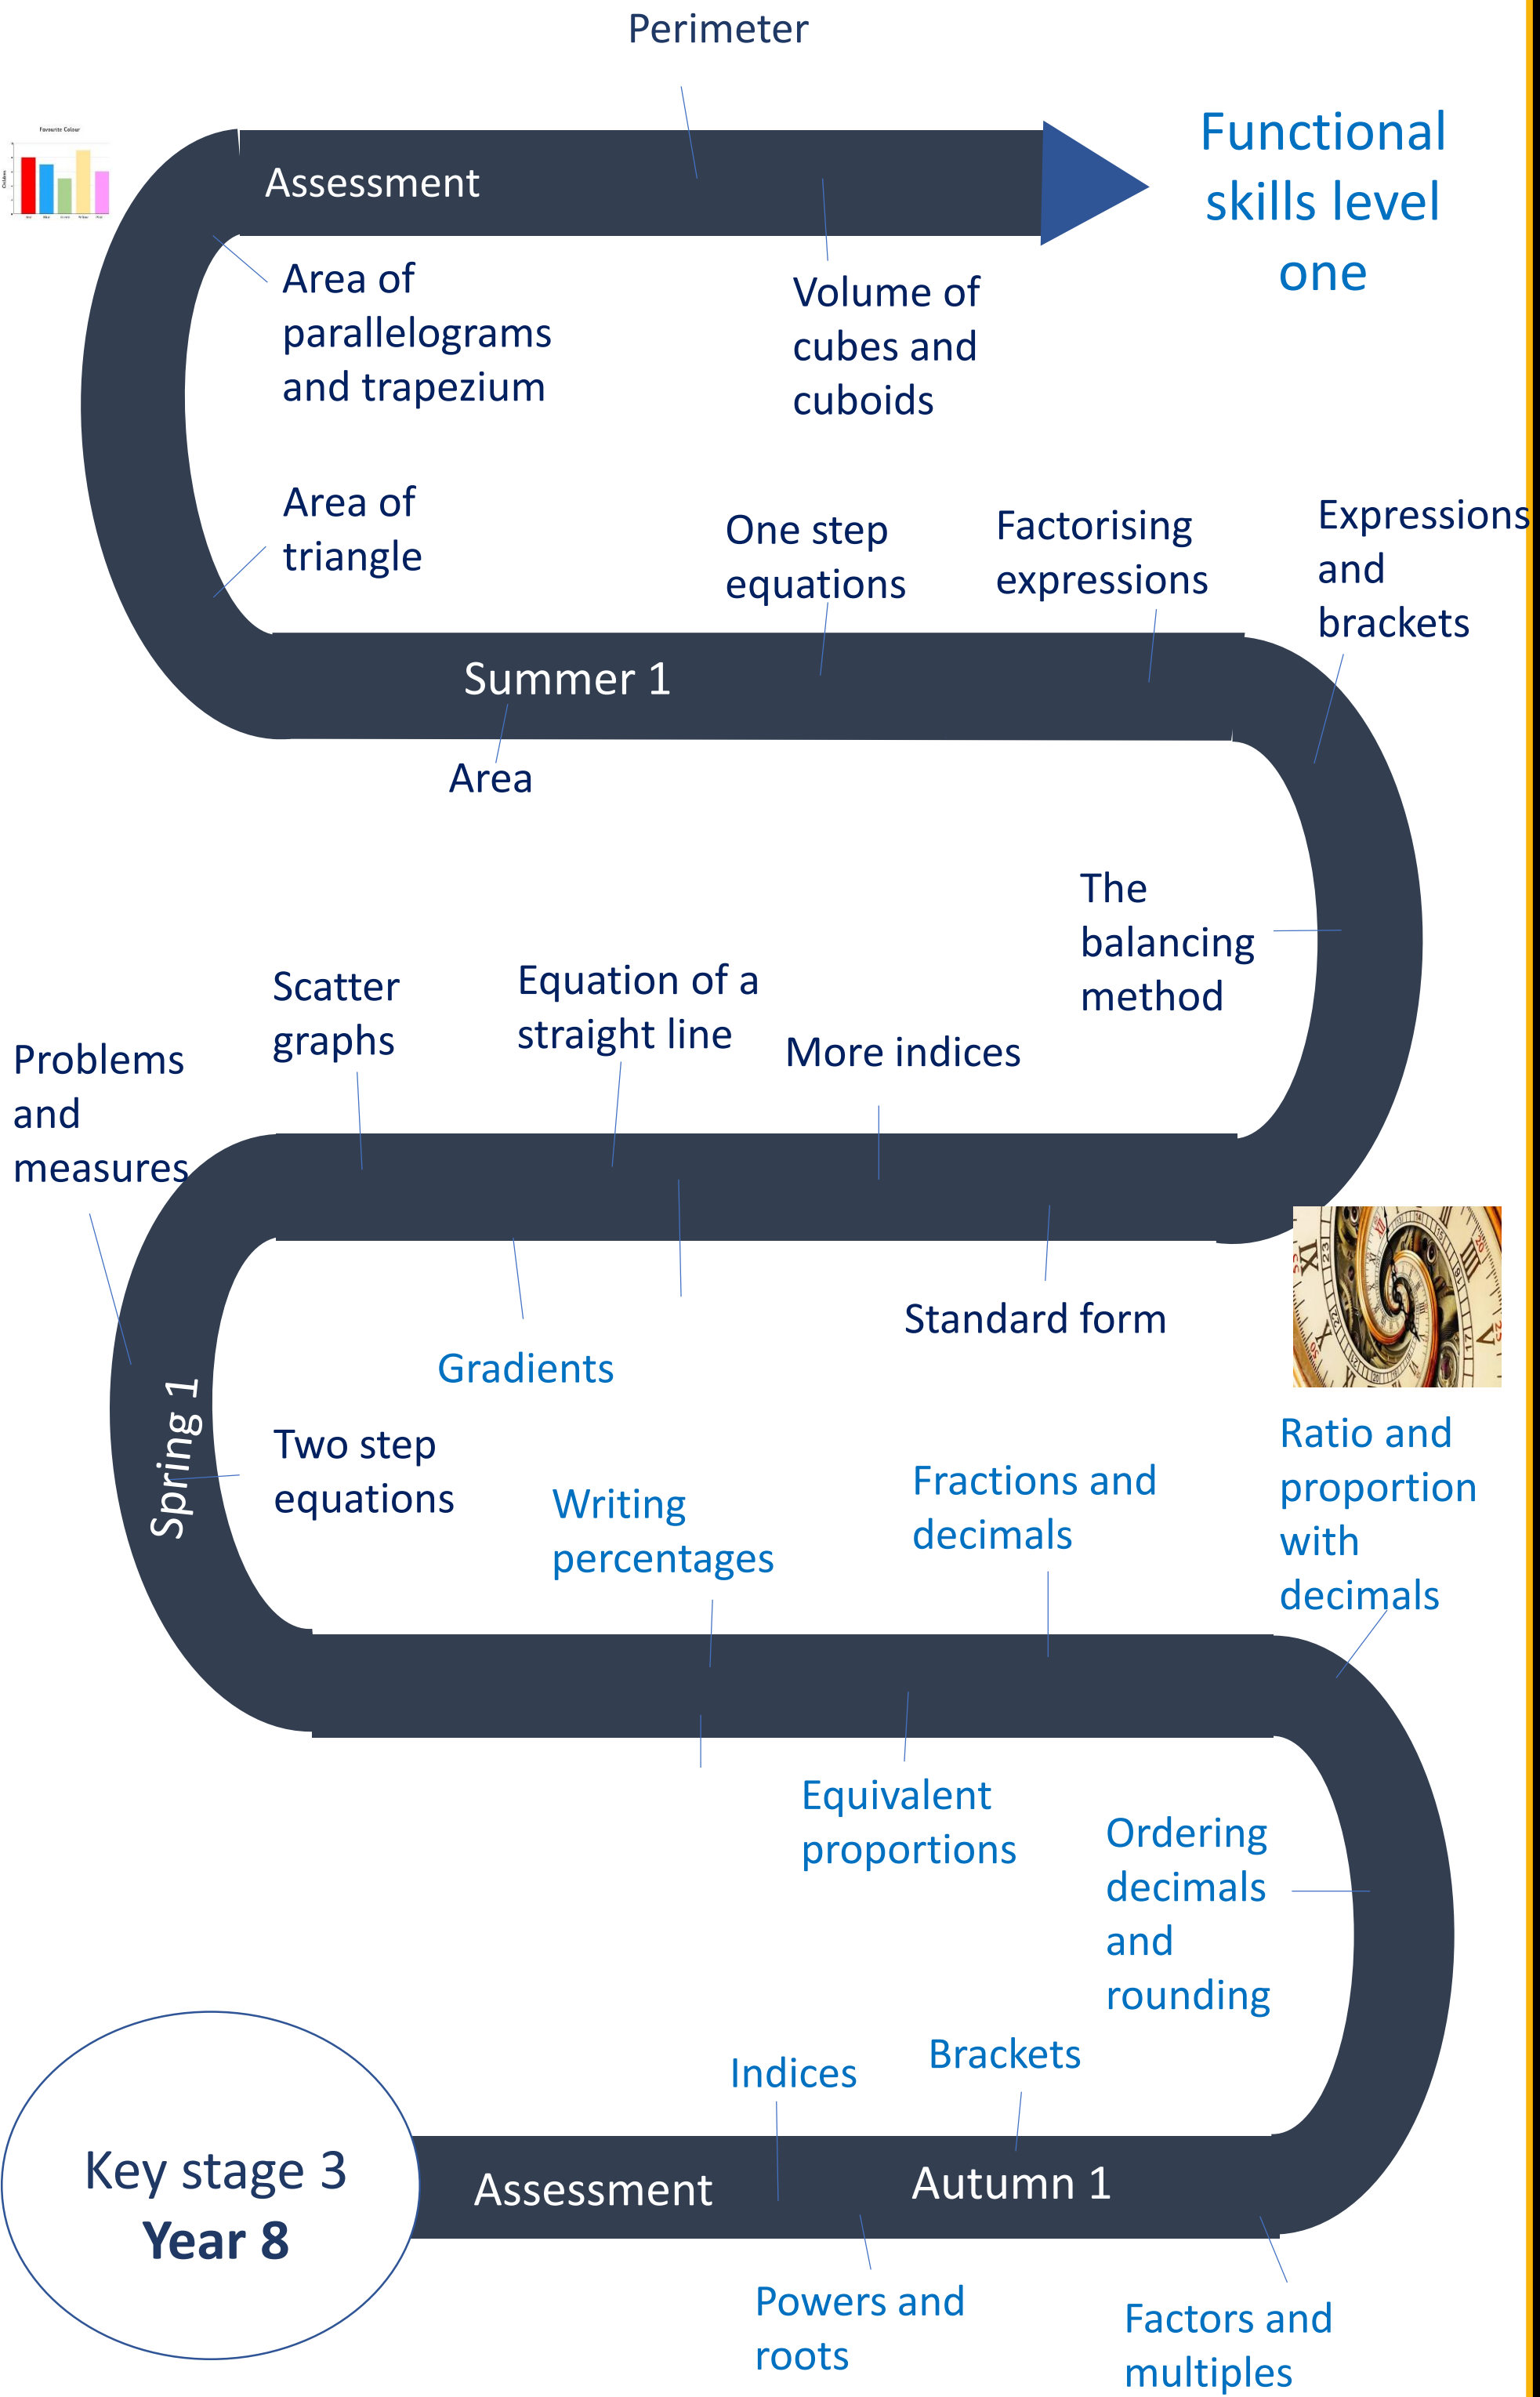 Perimeter
Favourite Colour
Assessment
Functional
skills level
one
Area of
parallelograms
and trapezium
Volume of
cubes and
cuboids
Area of
triangle
One step
equations
Factorising
expressions
Expressions
and
brackets
Summer 1
Area
The
balancing
method
Scatter
graphs
Equation of a
straight line
More indices
Problems
and
measures
Standard form
Gradients
Spring 1
Two step
equations
Writing
percentages
Fractions and
decimals
Ratio and
proportion
with
decimals
Equivalent
proportions
Ordering
decimals
and
rounding
Indices
Brackets
Key stage 3
Year 8
Assessment
Autumn 1
Powers and
roots
Factors and
multiples